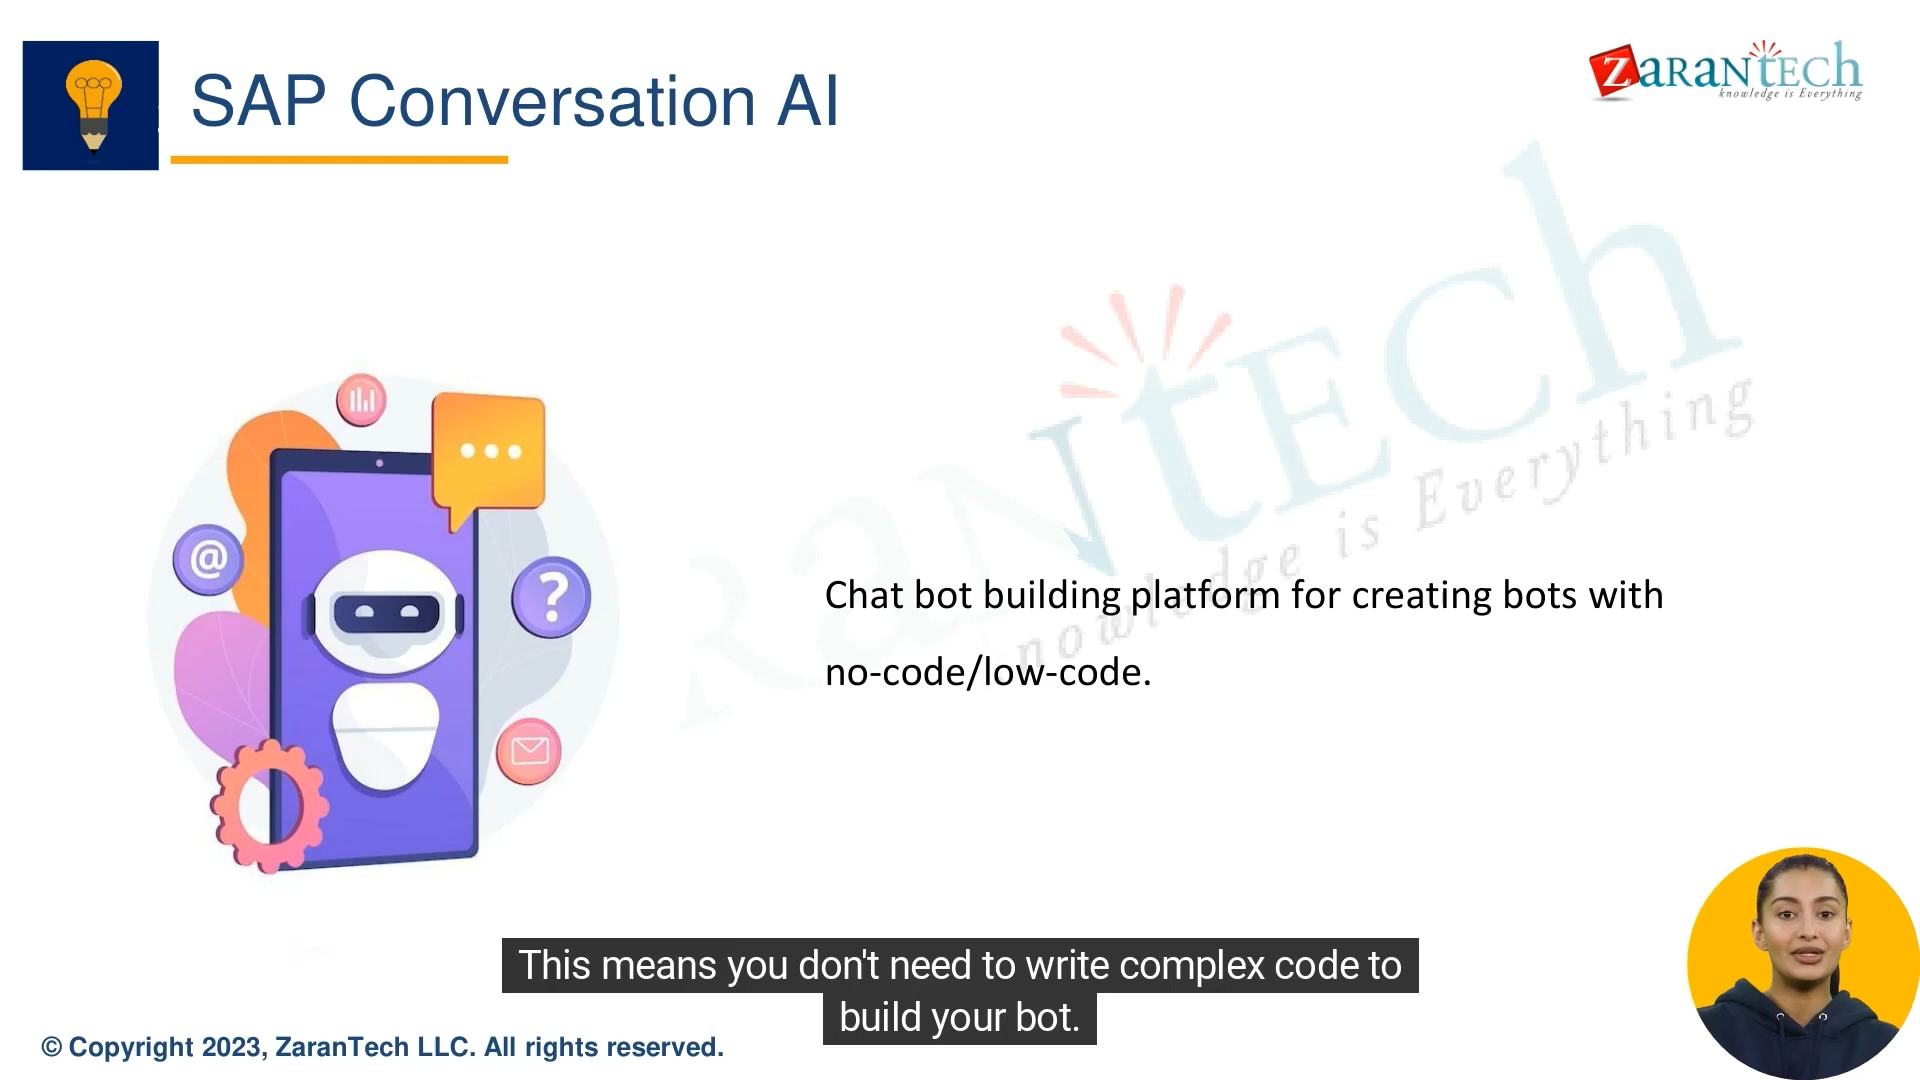 SAP Conversation AI
ZaranTech
knowledge is Everything
@
?
Chat bot building platform for creating bots with
no-code/low-code.
This means you don't need to write complex code to
build your bot.
© Copyright 2023, ZaranTech LLC. All rights reserved.